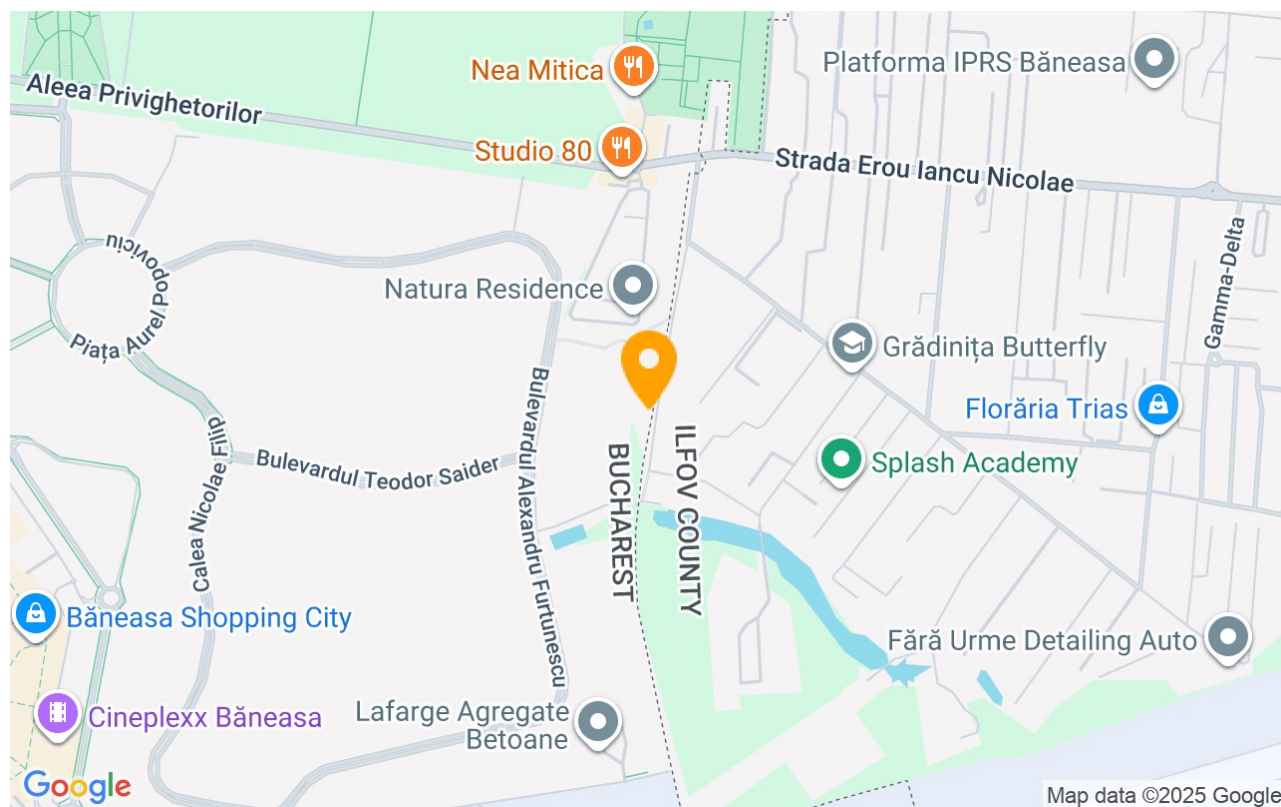 Nea Mitica
Platforma IPRS Băneasa
Aleea Privighetorilor
Studio 80
Strada Erou Iancu Nicolae
Piața Aurel Popoviciu
Gamma-Delta
Natura Residence
Grădinița Butterfly
Florăria Trias
Calea Nicolae Filip
Bulevardul Teodor Saider
Bulevardul Alexandru Furtunescu
BUCHAREST
ILFOV COUNTY
Splash Academy
Băneasa Shopping City
Fără Urme Detailing Auto
Cineplexx Băneasa
Lafarge Agregate
Betoane
Google
Map data ©2025 Google